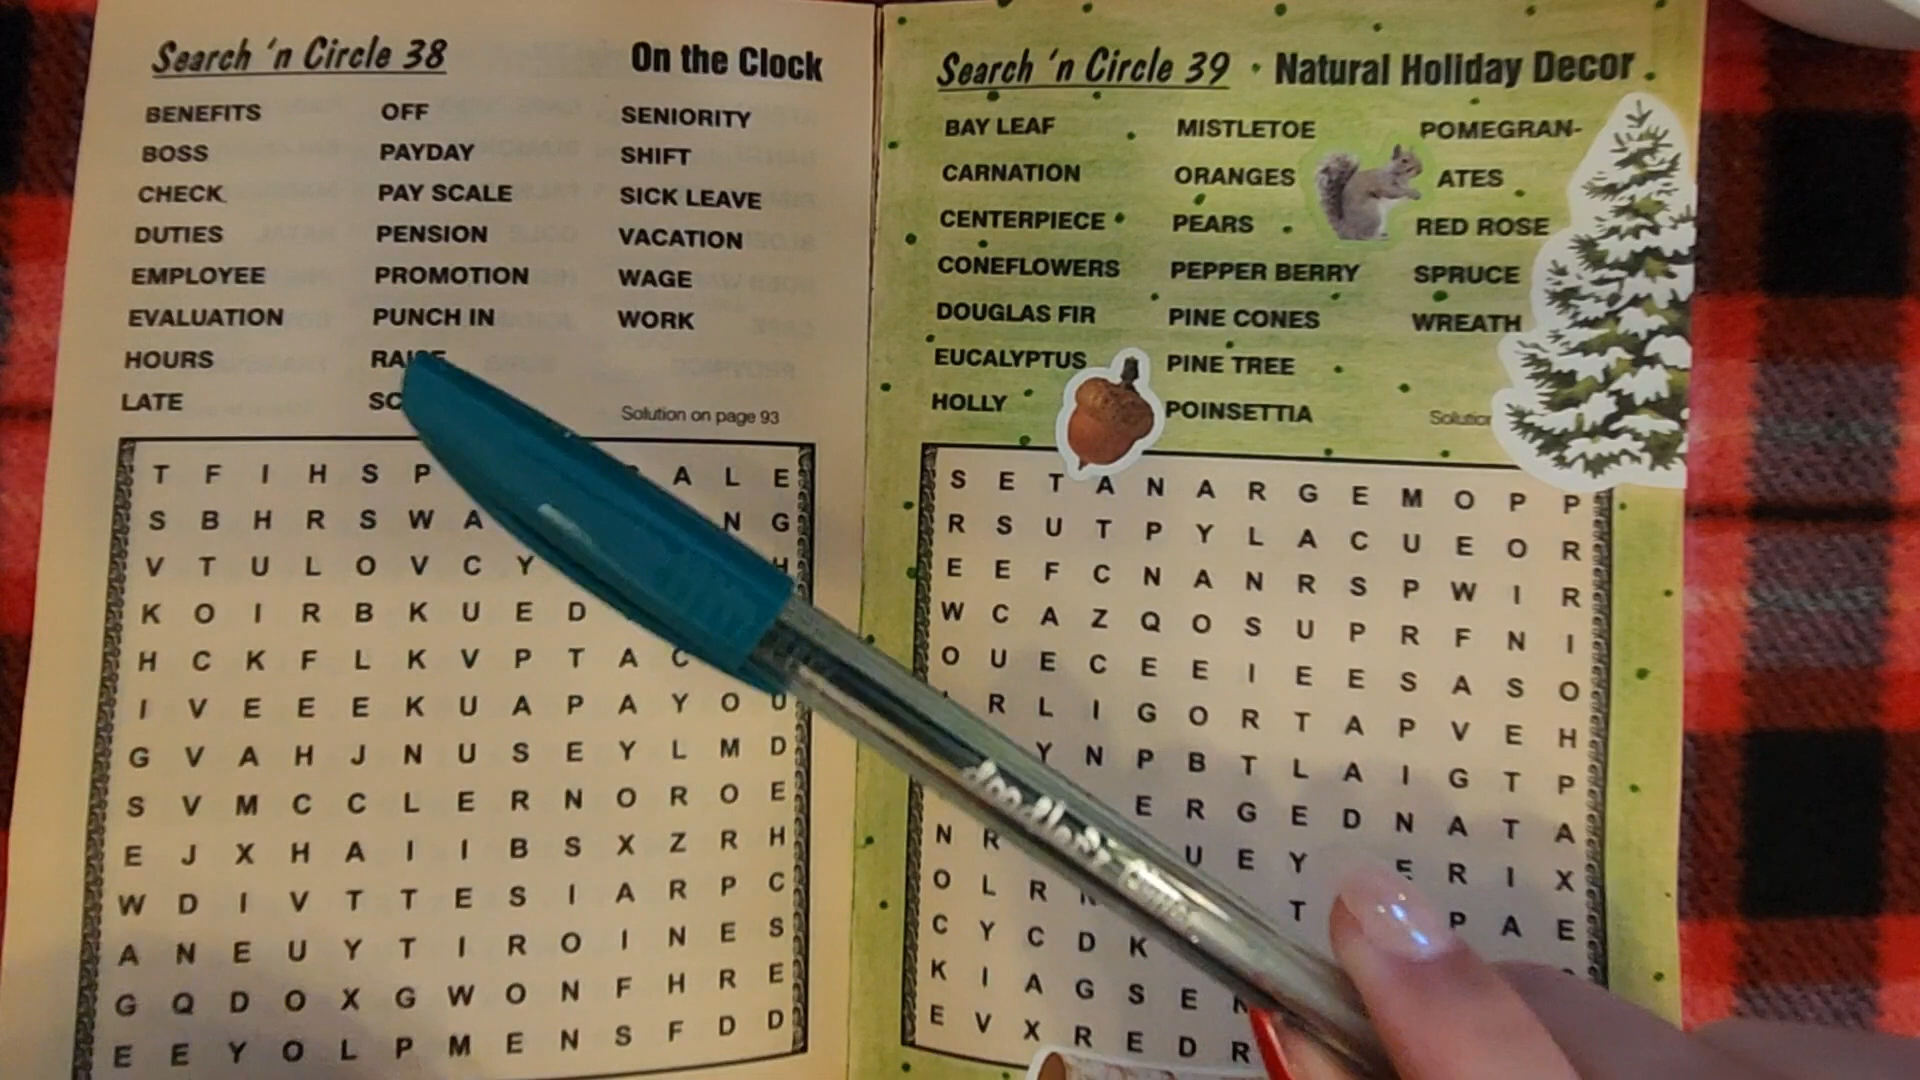 Search 'n Circle 38 On the Clock
BENEFITS OFF SENIORITY
BOSS PAYDAY SHIFT
CHECK PAY SCALE SICK LEAVE
DUTIES PENSION VACATION
EMPLOYEE PROMOTION WAGE
EVALUATION PUNCH IN WORK
HOURS
LATE
Solution on page 93
T F I H S P A L E
S B H R S W A N G
V T U L O V C Y H
K O I R B K U E D
H C K F L K V P T A C
I V E E E K U A P A Y O U
G V A H J N U S E Y L M D
S V M C C L E R N O R O E
E J X H A I I B S X Z R H
W D I V T T E S I A R P C
A N E U Y T I R O I N E S
G Q D O X G W O N F H R E
E E Y O L P M E N S F D D
Search 'n Circle 39 Natural Holiday Decor
BAY LEAF MISTLETOE POMEGRAN-
CARNATION ORANGES ATES
CENTERPIECE PEARS RED ROSE
CONEFLOWERS PEPPER BERRY SPRUCE
DOUGLAS FIR PINE CONES WREATH
EUCALYPTUS PINE TREE
HOLLY POINSETTIA
Solution
S E T A N A R G E M O P P
R S U T P Y L A C U E O R
E E F C N A N R S P W I R
W C A Z Q O S U P R F N I
O U E C E E I E E S A S O
R L I G O R T A P V E H
Y N P B T L A I G T P
E R G E D N A T A
N R U E Y E R I X
O L R T P A E
C Y C D K
K I A G S E
E V X R E D R
doodles